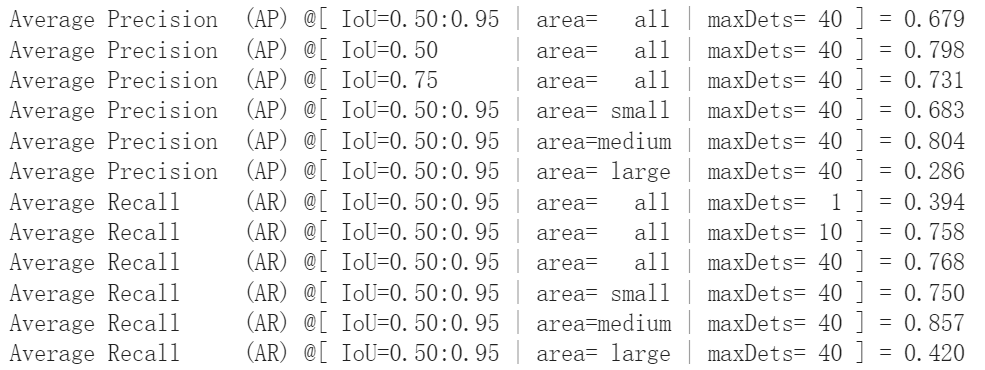 Average Precision  (AP) @[ IoU=0.50:0.95 | area=   all | maxDets= 40 ] = 0.679
Average Precision  (AP) @[ IoU=0.50      | area=   all | maxDets= 40 ] = 0.798
Average Precision  (AP) @[ IoU=0.75      | area=   all | maxDets= 40 ] = 0.731
Average Precision  (AP) @[ IoU=0.50:0.95 | area= small | maxDets= 40 ] = 0.683
Average Precision  (AP) @[ IoU=0.50:0.95 | area=medium | maxDets= 40 ] = 0.804
Average Precision  (AP) @[ IoU=0.50:0.95 | area= large | maxDets= 40 ] = 0.286
Average Recall     (AR) @[ IoU=0.50:0.95 | area=   all | maxDets=  1 ] = 0.394
Average Recall     (AR) @[ IoU=0.50:0.95 | area=   all | maxDets= 10 ] = 0.758
Average Recall     (AR) @[ IoU=0.50:0.95 | area=   all | maxDets= 40 ] = 0.768
Average Recall     (AR) @[ IoU=0.50:0.95 | area= small | maxDets= 40 ] = 0.750
Average Recall     (AR) @[ IoU=0.50:0.95 | area=medium | maxDets= 40 ] = 0.857
Average Recall     (AR) @[ IoU=0.50:0.95 | area= large | maxDets= 40 ] = 0.420